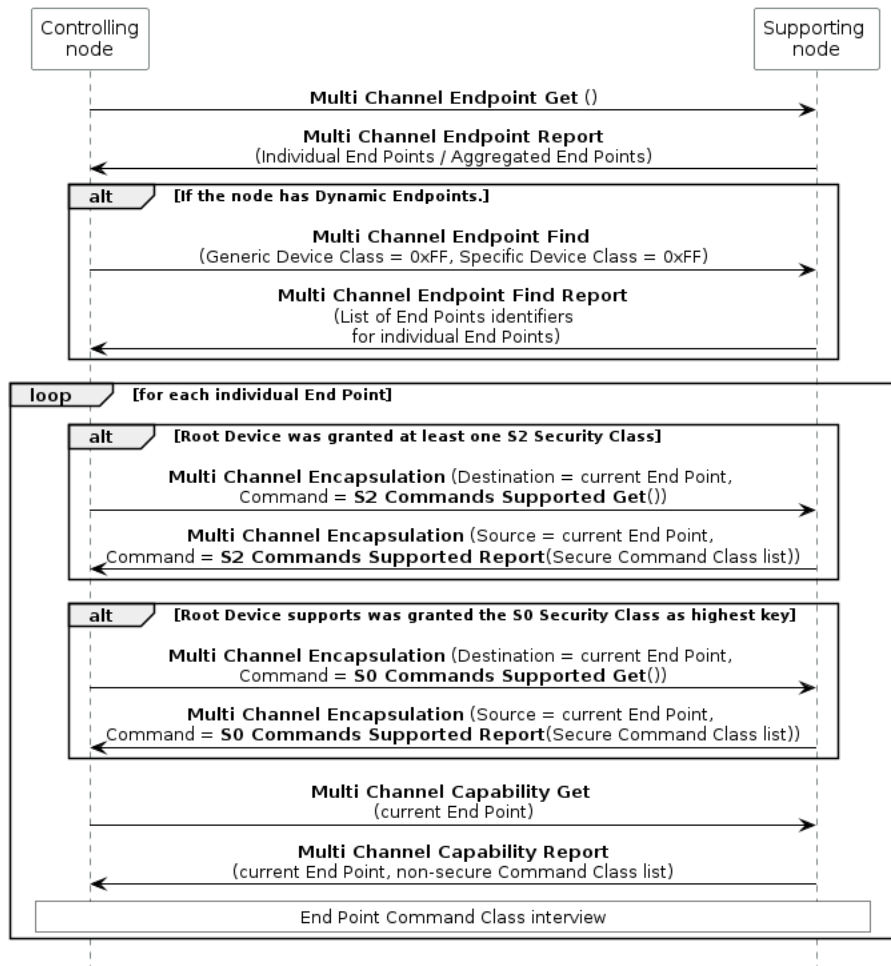 Controlling
node
Supporting
node
Multi Channel Endpoint Get ()
Multi Channel Endpoint Report
(Individual End Points / Aggregated End Points)
alt [If the node has Dynamic Endpoints.]
Multi Channel Endpoint Find
(Generic Device Class = 0xFF, Specific Device Class = 0xFF)
Multi Channel Endpoint Find Report
(List of End Points identifiers
for individual End Points)
loop [for each individual End Point]
alt [Root Device was granted at least one S2 Security Class]
Multi Channel Encapsulation (Destination = current End Point,
Command = S2 Commands Supported Get())
Multi Channel Encapsulation (Source = current End Point,
Command = S2 Commands Supported Report(Secure Command Class list))
alt [Root Device supports was granted the S0 Security Class as highest key]
Multi Channel Encapsulation (Destination = current End Point,
Command = S0 Commands Supported Get())
Multi Channel Encapsulation (Source = current End Point,
Command = S0 Commands Supported Report(Secure Command Class list))
Multi Channel Capability Get
(current End Point)
Multi Channel Capability Report
(current End Point, non-secure Command Class list)
End Point Command Class interview